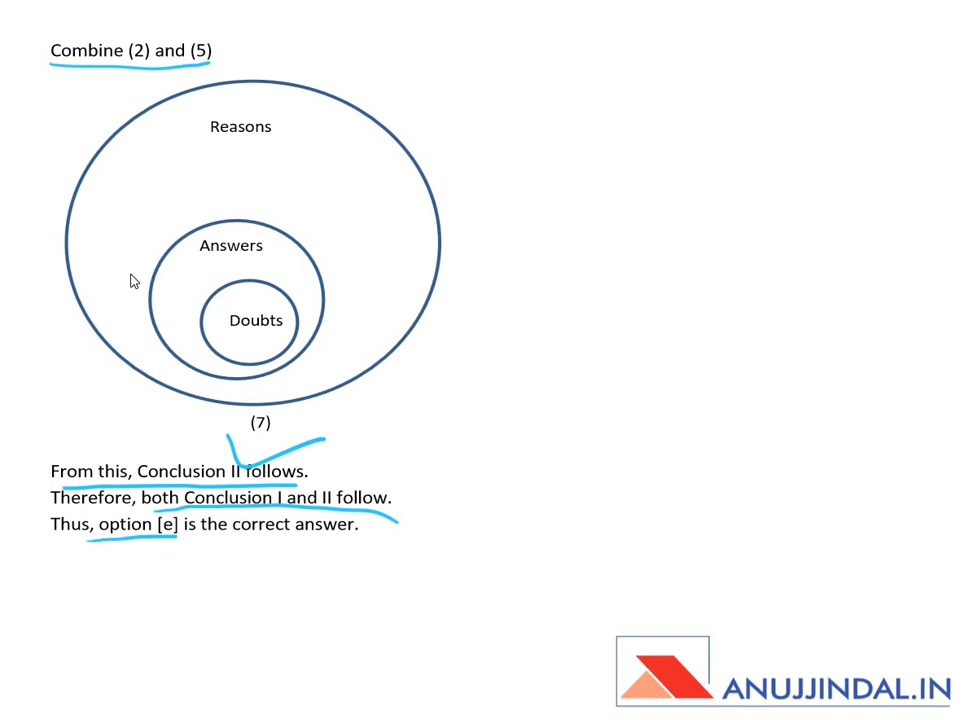 Combine (2) and (5)
Reasons
Answers
Doubts
(7)
From this, Conclusion II follows.
Therefore, both Conclusion I and II follow.
Thus, option [e] is the correct answer.
ANUJJINDAL.IN